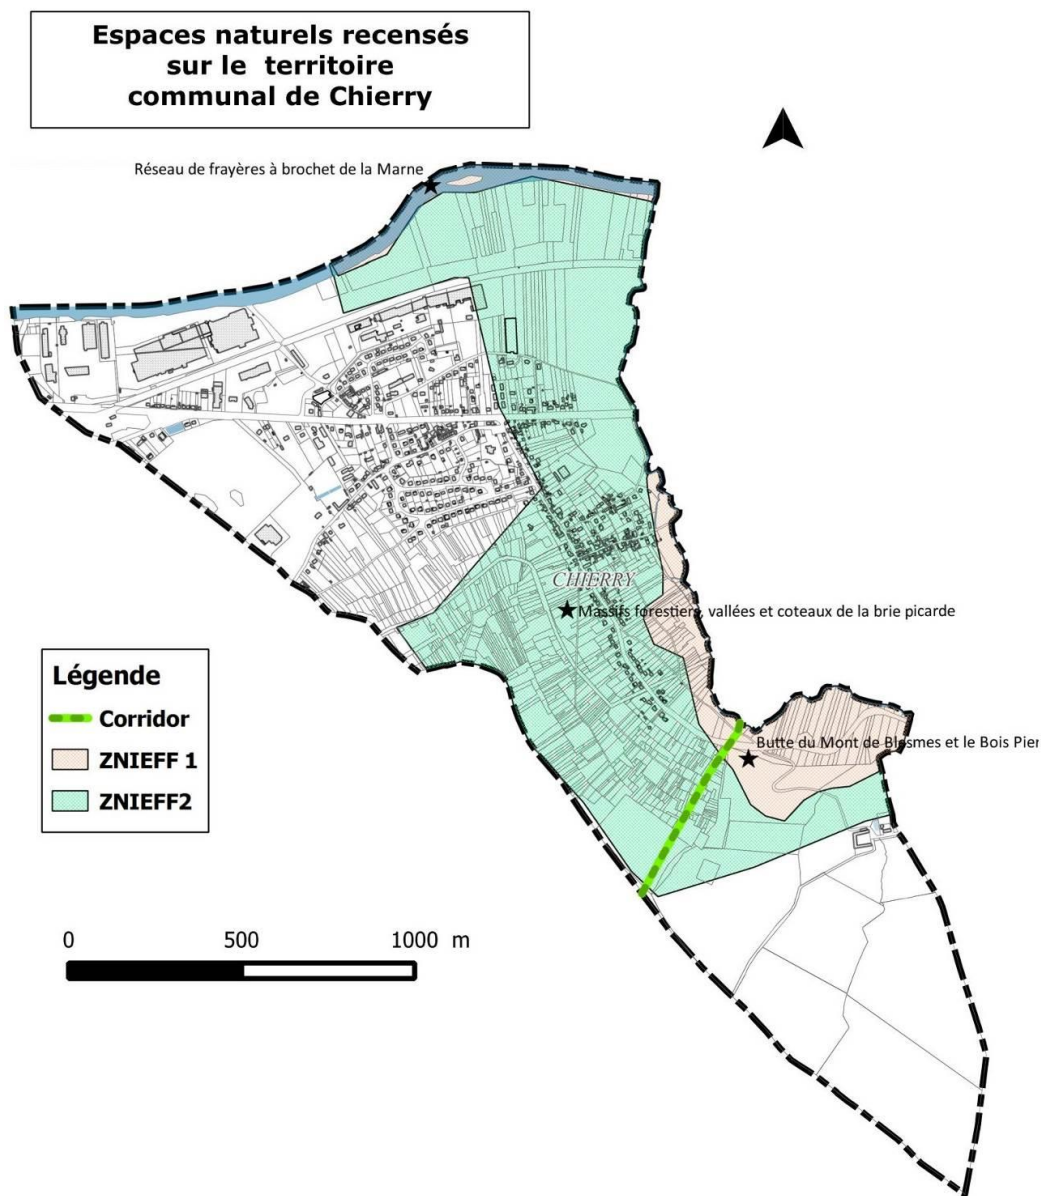 Espaces naturels recensés
sur le territoire
communal de Chierry
Réseau de frayères à brochet de la Marne
CHIERRY
Massifs forestiers, vallées et coteaux de la brie picarde
Butte du Mont de Blesmes et le Bois Pier
Légende
Corridor
ZNIEFF 1
ZNIEFF2
0 500 1000 m